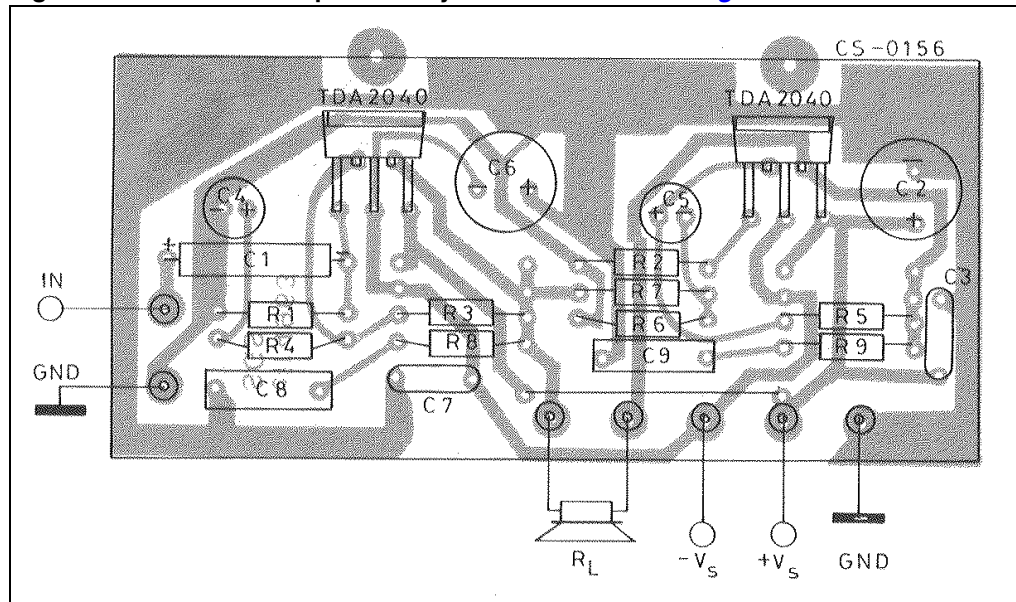 CS-0156
TDA2040
TDA2040
C6
C2
C4
- +
- +
+ -
-
+
C5
+
C1
-
R2
C3
IN
R7
R1
R3
R6
R5
R4
R8
C9
R9
GND
C8
C7
RL
-Vs
+Vs
GND